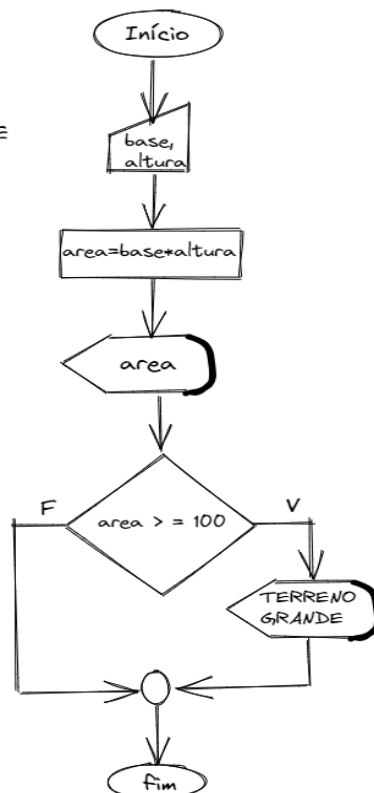 Início
E
base,
altura
area=base*altura
area
F
V
area > = 100
TERRENO
GRANDE
fim